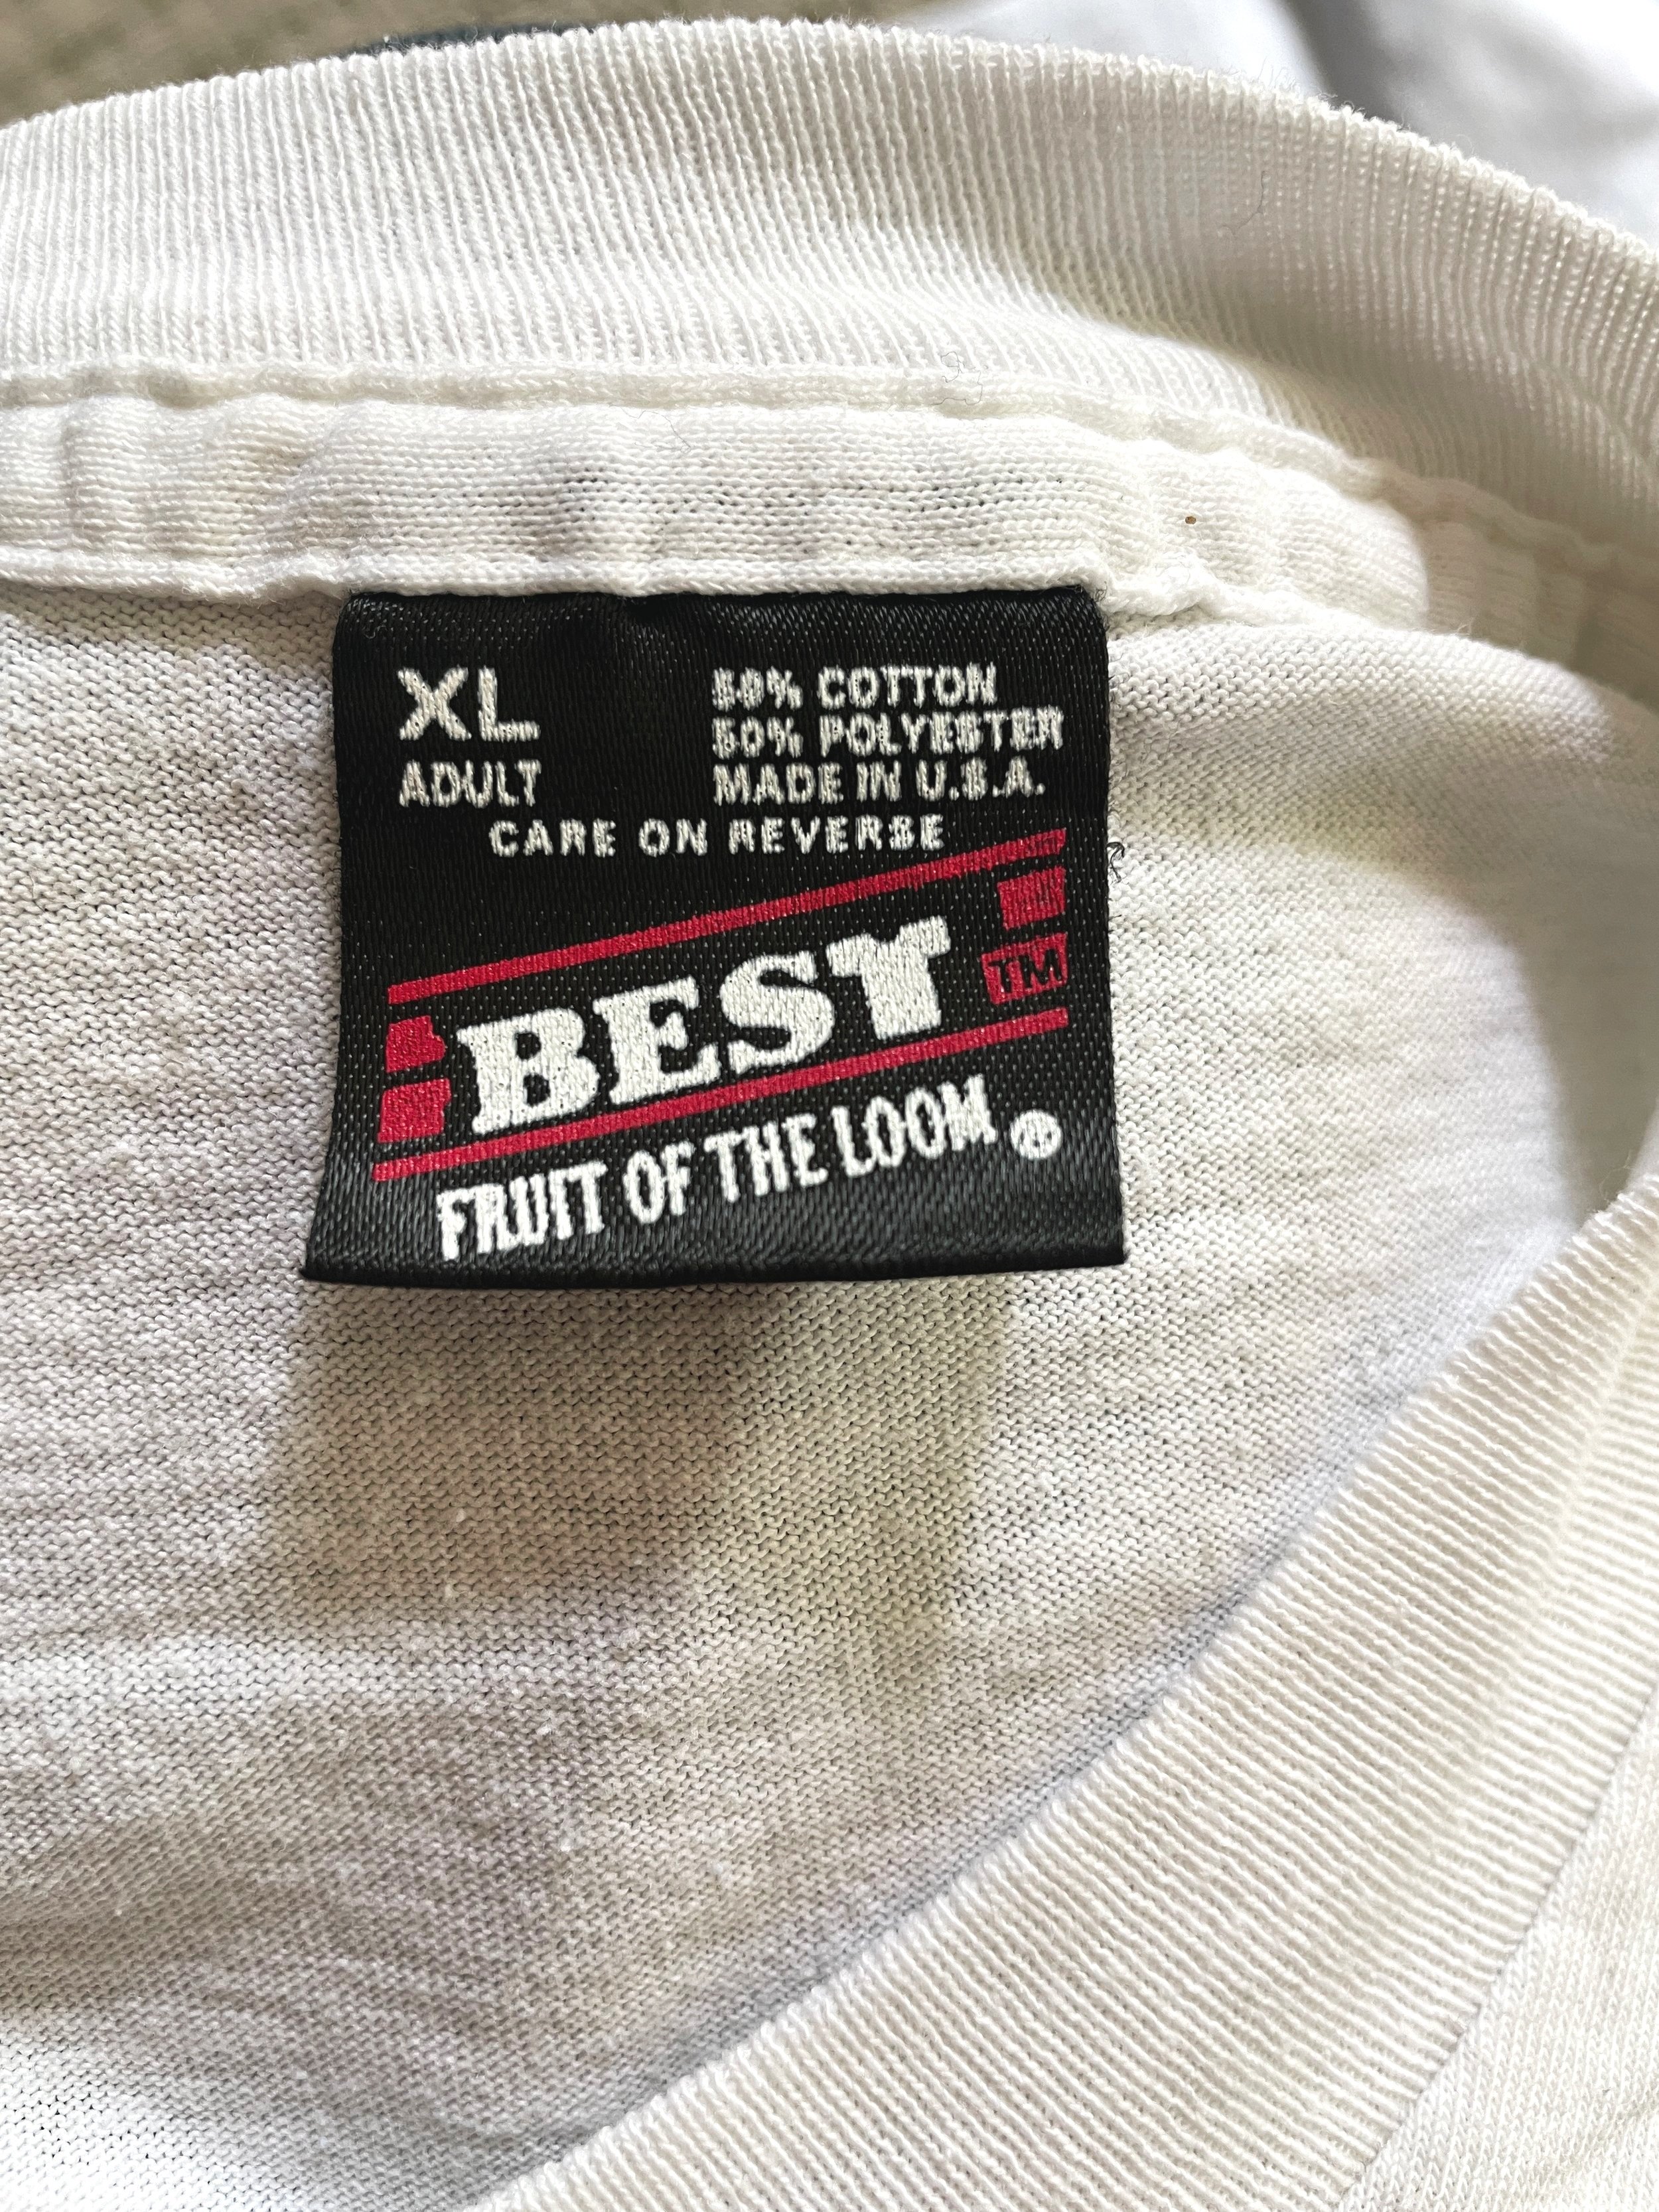 XL
ADULT
50% COTTON
50% POLYESTER
MADE IN U.S.A.
CARE ON REVERSE
BEST
TM
FRUIT OF THE LOOM ®